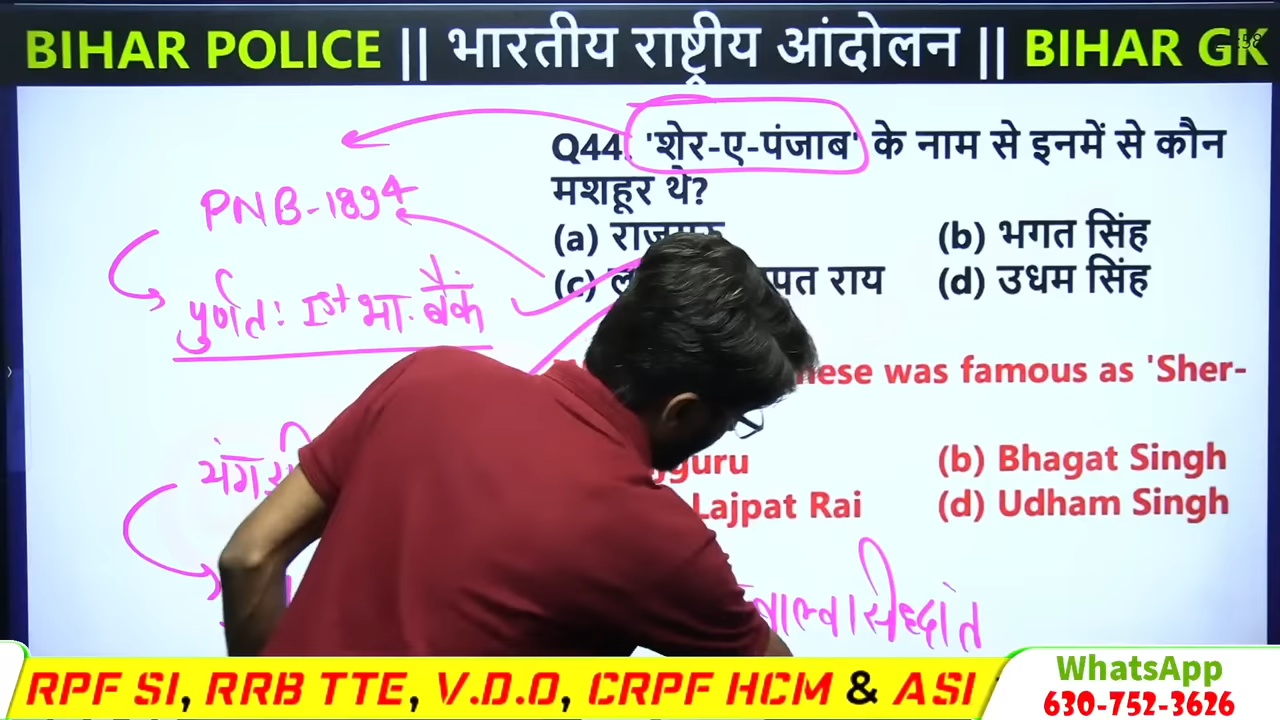 BIHAR POLICE || भारतीय राष्ट्रीय आंदोलन || BIHAR GK
Q44. 'शेर-ए-पंजाब' के नाम से इनमें से कौन
मशहूर थे?
(a) राजगुरु (b) भगत सिंह
(c) पत राय (d) उधम सिंह
PNB-1894
पुर्णतः Ist भा. बैंक
hese was famous as 'Sher-
guru (b) Bhagat Singh
Lajpat Rai (d) Udham Singh
यंग
सिद्धांत
RPF SI, RRB TTE, V.D.O, CRPF HCM & ASI
WhatsApp
630-752-3626